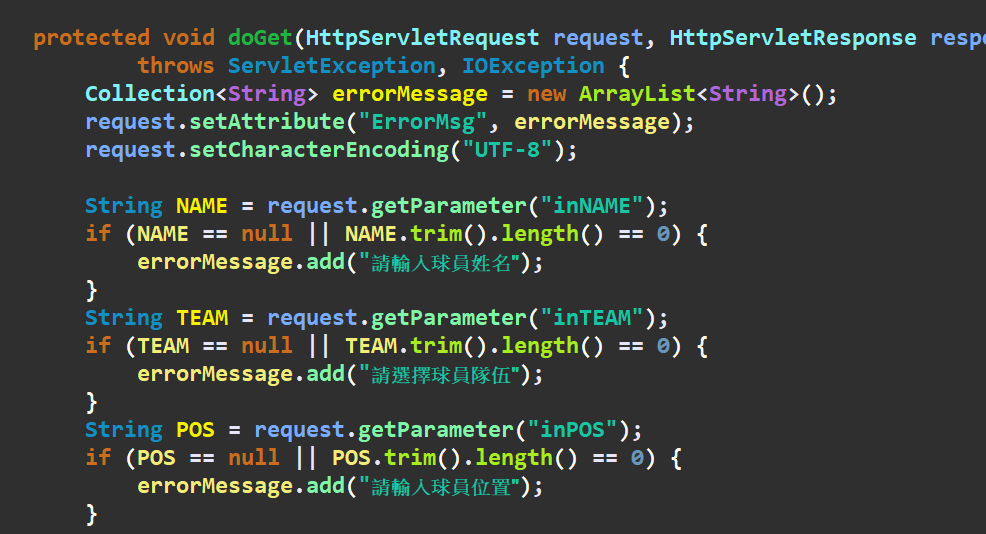 protected void doGet(HttpServletRequest request, HttpServletResponse
throws ServletException, IOException {
Collection<String> errorMessage = new ArrayList<String>();
request.setAttribute("ErrorMsg", errorMessage);
request.setCharacterEncoding("UTF-8");
String NAME = request.getParameter("inNAME");
if (NAME == null || NAME.trim().length() == 0) {
errorMessage.add("請輸入球員姓名");
}
String TEAM = request.getParameter("inTEAM");
if (TEAM == null || TEAM.trim().length() == 0) {
errorMessage.add("請選擇球員隊伍");
}
String POS = request.getParameter("inPOS");
if (POS == null || POS.trim().length() == 0) {
errorMessage.add("請輸入球員位置");
}